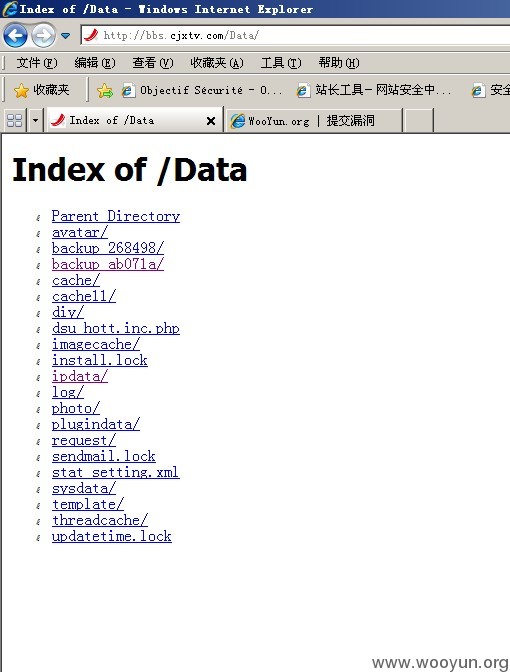 Index of /Data - Windows Internet Explorer
http://bbs.cjxtv.com/Data/
文件(F) 编辑(E) 查看(V) 收藏夹(A) 工具(T) 帮助(H)
收藏夹 Objectif Sécurité - O... 站长工具－ 网站安全中... 安全
Index of /Data WooYun.org | 提交漏洞
Index of /Data
Parent Directory
avatar/
backup_268498/
backup_ab071a/
cache/
cache11/
diy/
dsu_hott.inc.php
imagecache/
install.lock
ipdata/
log/
photo/
plugindata/
request/
sendmail.lock
stat_setting.xml
sysdata/
template/
threadcache/
updatetime.lock
www.wooyun.org